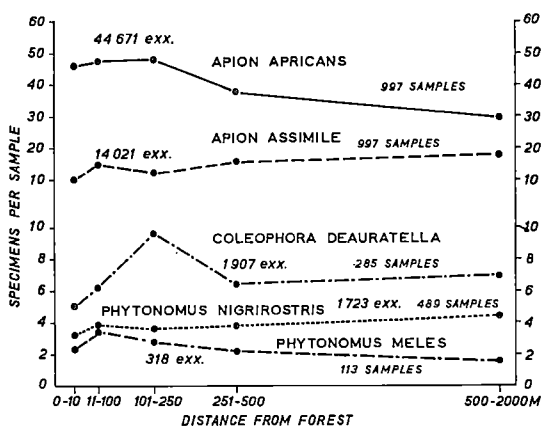 60
50
40
30
20
10
10
8
6
4
2
0
SPECIMENS PER SAMPLE
44 671 exx.
APION APRICANS
997 SAMPLES
APION ASSIMILE
14 021 exx.
997 SAMPLES
COLEOPHORA DEAURATELLA
1907 exx.
285 SAMPLES
PHYTONOMUS NIGRIROSTRIS
1723 exx.
489 SAMPLES
PHYTONOMUS MELES
318 exx.
113 SAMPLES
60
50
40
30
20
10
10
8
6
4
2
0
0-10 11-100 101-250 251-500 500-2000M
DISTANCE FROM FOREST